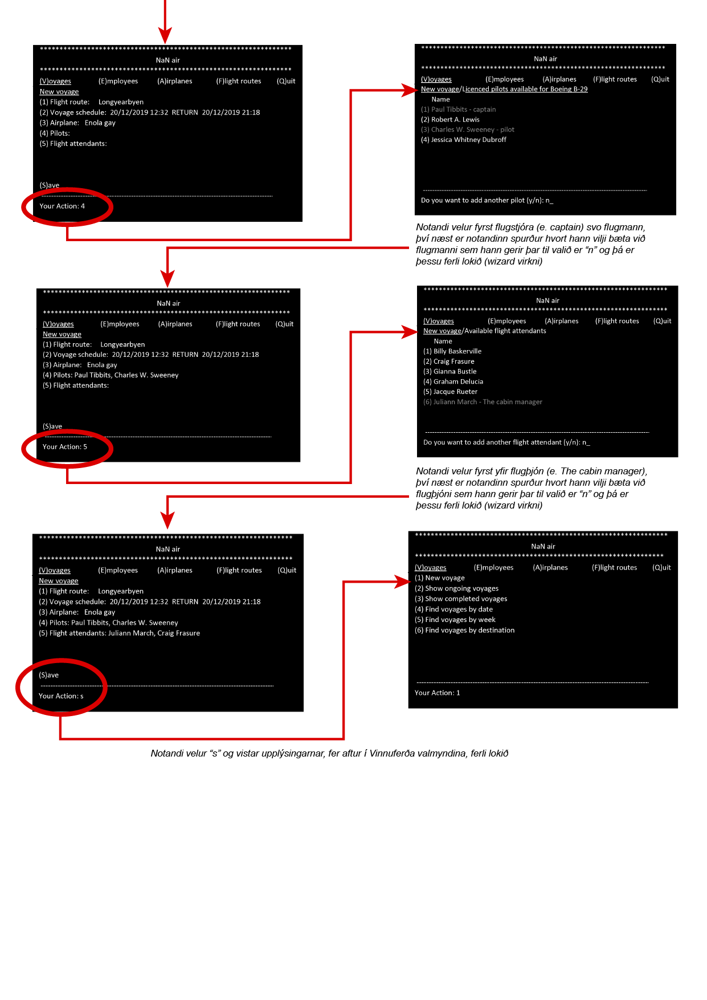 ******************************************************************
NaN air
******************************************************************
(V)oyages (E)mployees (A)irplanes (F)light routes (Q)uit
New voyage
(1) Flight route: Longyearbyen
(2) Voyage schedule: 20/12/2019 12:32 RETURN 20/12/2019 21:18
(3) Airplane: Enola gay
(4) Pilots:
(5) Flight attendants:
(S)ave
------------------------------------------------------------
Your Action: 4
******************************************************************
NaN air
******************************************************************
(V)oyages (E)mployees (A)irplanes (F)light routes (Q)uit
New voyage/Licenced pilots available for Boeing B-29
Name
(1) Paul Tibbits - captain
(2) Robert A. Lewis
(3) Charles W. Sweeney - pilot
(4) Jessica Whitney Dubroff
------------------------------------------------------------
Do you want to add another pilot (y/n): n_
Notandi velur fyrst flugstjóra (e. captain) svo flugmann,
því næst er notandinn spurður hvort hann vilji bæta við
flugmanni sem hann gerir þar til valið er “n” og þá er
þessu ferli lokið (wizard virkni)
******************************************************************
NaN air
******************************************************************
(V)oyages (E)mployees (A)irplanes (F)light routes (Q)uit
New voyage
(1) Flight route: Longyearbyen
(2) Voyage schedule: 20/12/2019 12:32 RETURN 20/12/2019 21:18
(3) Airplane: Enola gay
(4) Pilots: Paul Tibbits, Charles W. Sweeney
(5) Flight attendants:
(S)ave
------------------------------------------------------------
Your Action: 5
******************************************************************
NaN air
******************************************************************
(V)oyages (E)mployees (A)irplanes (F)light routes (Q)uit
New voyage/Available flight attendants
Name
(1) Billy Baskerville
(2) Craig Frasure
(3) Gianna Bustle
(4) Graham Delucia
(5) Jacque Rueter
(6) Juliann March - The cabin manager
------------------------------------------------------------
Do you want to add another flight attendant (y/n): n_
Notandi velur fyrst yfir flugþjón (e. The cabin manager),
því næst er notandinn spurður hvort hann vilji bæta við
flugþjóni sem hann gerir þar til valið er “n” og þá er
þessu ferli lokið (wizard virkni)
******************************************************************
NaN air
******************************************************************
(V)oyages (E)mployees (A)irplanes (F)light routes (Q)uit
New voyage
(1) Flight route: Longyearbyen
(2) Voyage schedule: 20/12/2019 12:32 RETURN 20/12/2019 21:18
(3) Airplane: Enola gay
(4) Pilots: Paul Tibbits, Charles W. Sweeney
(5) Flight attendants: Juliann March, Craig Frasure
(S)ave
------------------------------------------------------------
Your Action: s
******************************************************************
NaN air
******************************************************************
(V)oyages (E)mployees (A)irplanes (F)light routes (Q)uit
(1) New voyage
(2) Show ongoing voyages
(3) Show completed voyages
(4) Find voyages by date
(5) Find voyages by week
(6) Find voyages by destination
------------------------------------------------------------
Your Action: 1
Notandi velur “s” og vistar upplýsingarnar, fer aftur í Vinnuferða valmyndina, ferli lokið